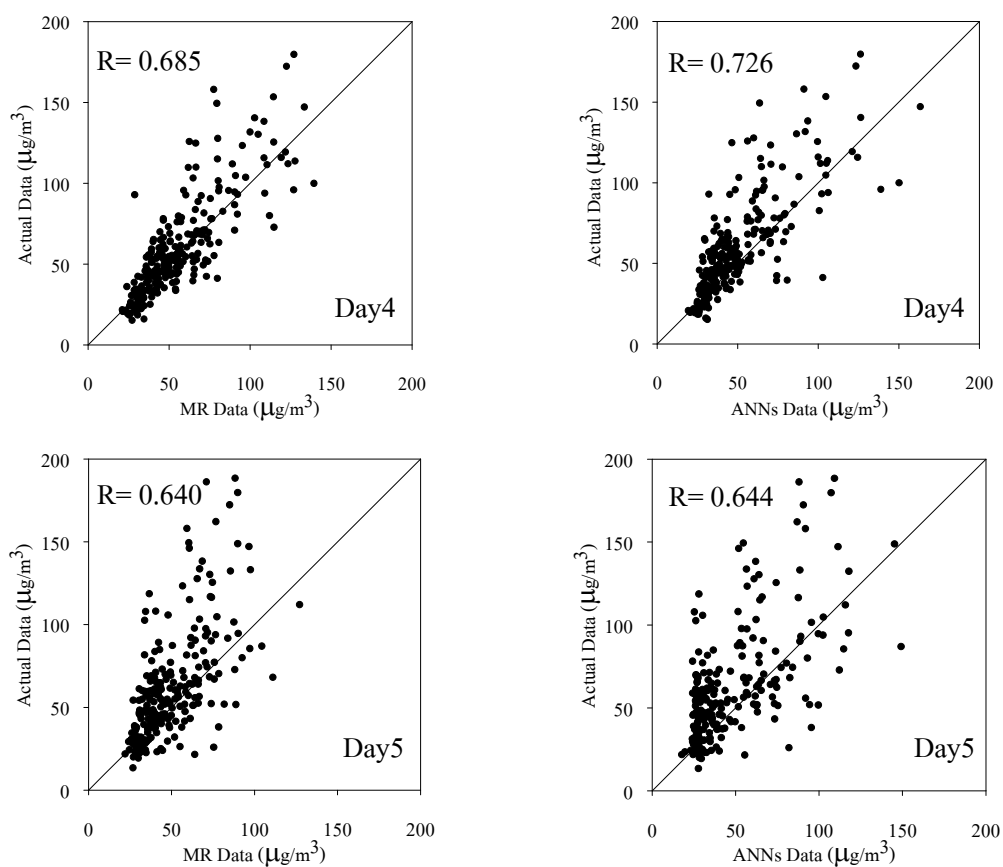 200
150
100
50
0
Actual Data (µg/m³)
R= 0.685
Day4
0 50 100 150 200
MR Data (µg/m³)
200
150
100
50
0
Actual Data (µg/m³)
R= 0.726
Day4
0 50 100 150 200
ANNs Data (µg/m³)
200
150
100
50
0
Actual Data (µg/m³)
R= 0.640
Day5
0 50 100 150 200
MR Data (µg/m³)
200
150
100
50
0
Actual Data (µg/m³)
R= 0.644
Day5
0 50 100 150 200
ANNs Data (µg/m³)